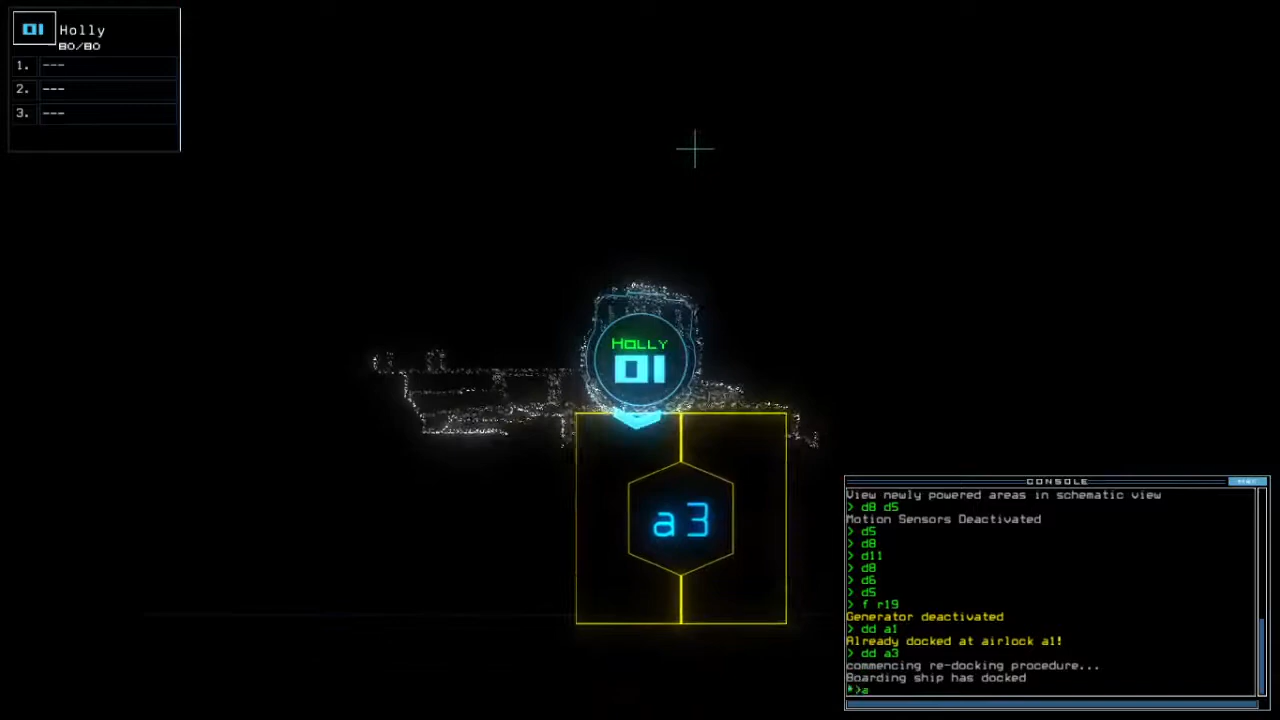 01 Holly
80/80
1. ---
2. ---
3. ---
Holly
01
a3
CONSOLE
View newly powered areas in schematic view
> d8 d5
Motion Sensors Deactivated
> d5
> d8
> d11
> d8
> d6
> d5
> f r19
Generator deactivated
> dd a1
Already docked at airlock a1!
> dd a3
commencing re-docking procedure...
Boarding ship has docked
>a